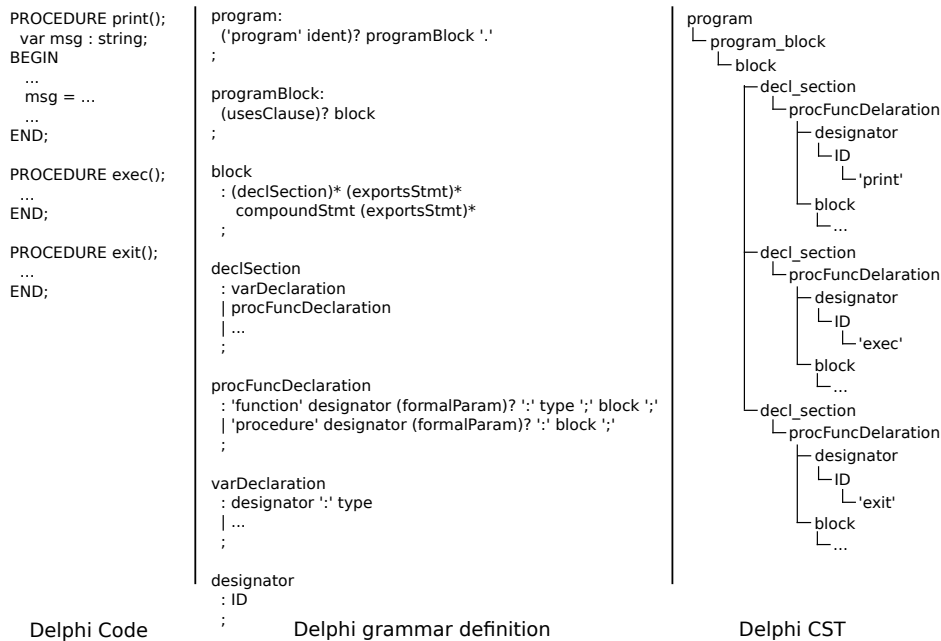 PROCEDURE print();
var msg : string;
BEGIN
...
msg = ...
...
END;
PROCEDURE exec();
...
END;
PROCEDURE exit();
...
END;
Delphi Code
program:
('program' ident)? programBlock '.'
;
programBlock:
(usesClause)? block
;
block
: (declSection)* (exportsStmt)*
compoundStmt (exportsStmt)*
;
declSection
: varDeclaration
| procFuncDeclaration
| ...
;
procFuncDeclaration
: 'function' designator (formalParam)? ':' type ';' block ';'
| 'procedure' designator (formalParam)? ':' block ';'
;
varDeclaration
: designator ':' type
| ...
;
designator
: ID
;
Delphi grammar definition
program
program_block
block
decl_section
procFuncDelaration
designator
ID
'print'
block
...
decl_section
procFuncDelaration
designator
ID
'exec'
block
...
decl_section
procFuncDelaration
designator
ID
'exit'
block
...
Delphi CST